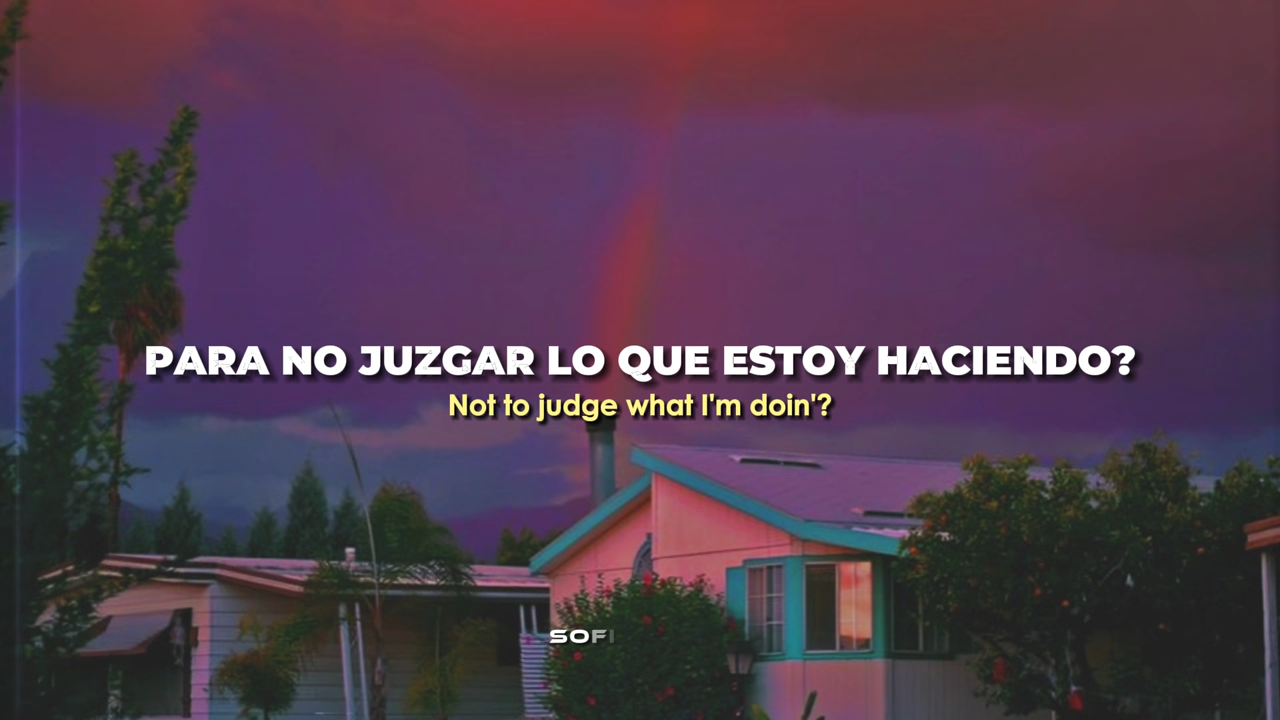 PARA NO JUZGAR LO QUE ESTOY HACIENDO?
Not to judge what I'm doin'?
SOFI